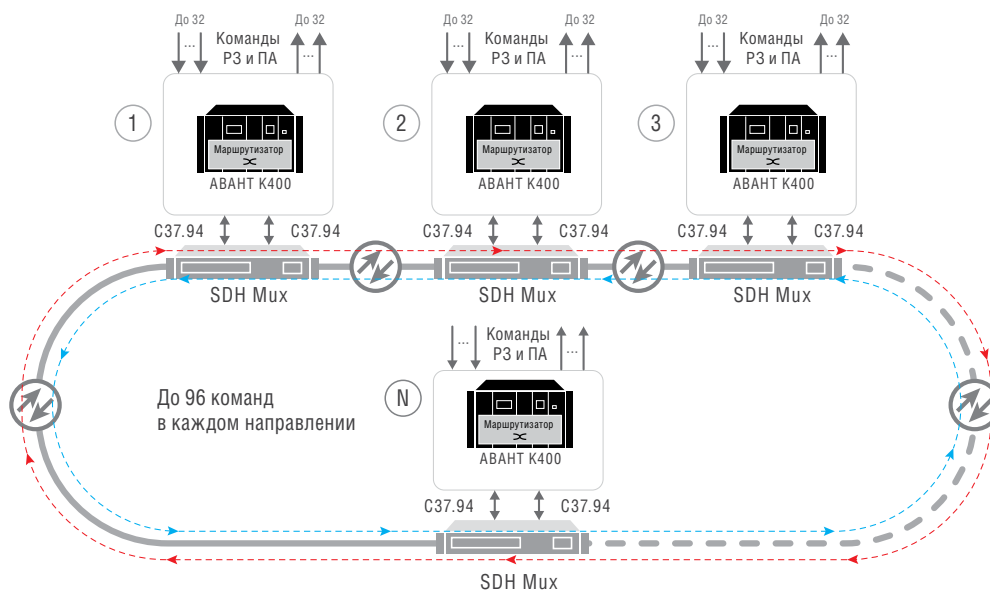 До 32
До 32
До 32
До 32
До 32
До 32
... Команды ...
РЗ и ПА
... Команды ...
РЗ и ПА
... Команды ...
РЗ и ПА
1
2
3
Маршрутизатор
Маршрутизатор
Маршрутизатор
АВАНТ К400
АВАНТ К400
АВАНТ К400
C37.94
C37.94
C37.94
C37.94
C37.94
C37.94
SDH Mux
SDH Mux
SDH Mux
... Команды ...
РЗ и ПА
До 96 команд
в каждом направлении
N
Маршрутизатор
АВАНТ К400
C37.94
C37.94
SDH Mux